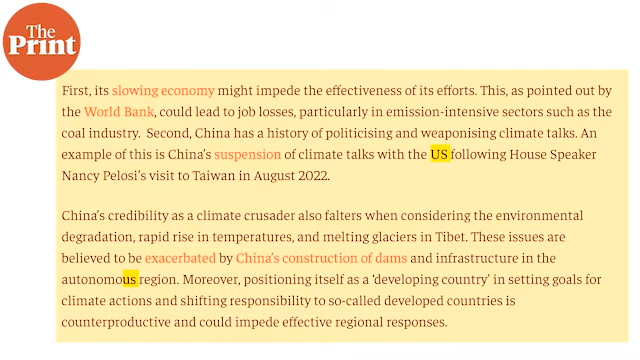 The
Print
First, its slowing economy might impede the effectiveness of its efforts. This, as pointed out by
the World Bank, could lead to job losses, particularly in emission-intensive sectors such as the
coal industry. Second, China has a history of politicising and weaponising climate talks. An
example of this is China's suspension of climate talks with the US following House Speaker
Nancy Pelosi's visit to Taiwan in August 2022.
China's credibility as a climate crusader also falters when considering the environmental
degradation, rapid rise in temperatures, and melting glaciers in Tibet. These issues are
believed to be exacerbated by China's construction of dams and infrastructure in the
autonomous region. Moreover, positioning itself as a 'developing country' in setting goals for
climate actions and shifting responsibility to so-called developed countries is
counterproductive and could impede effective regional responses.